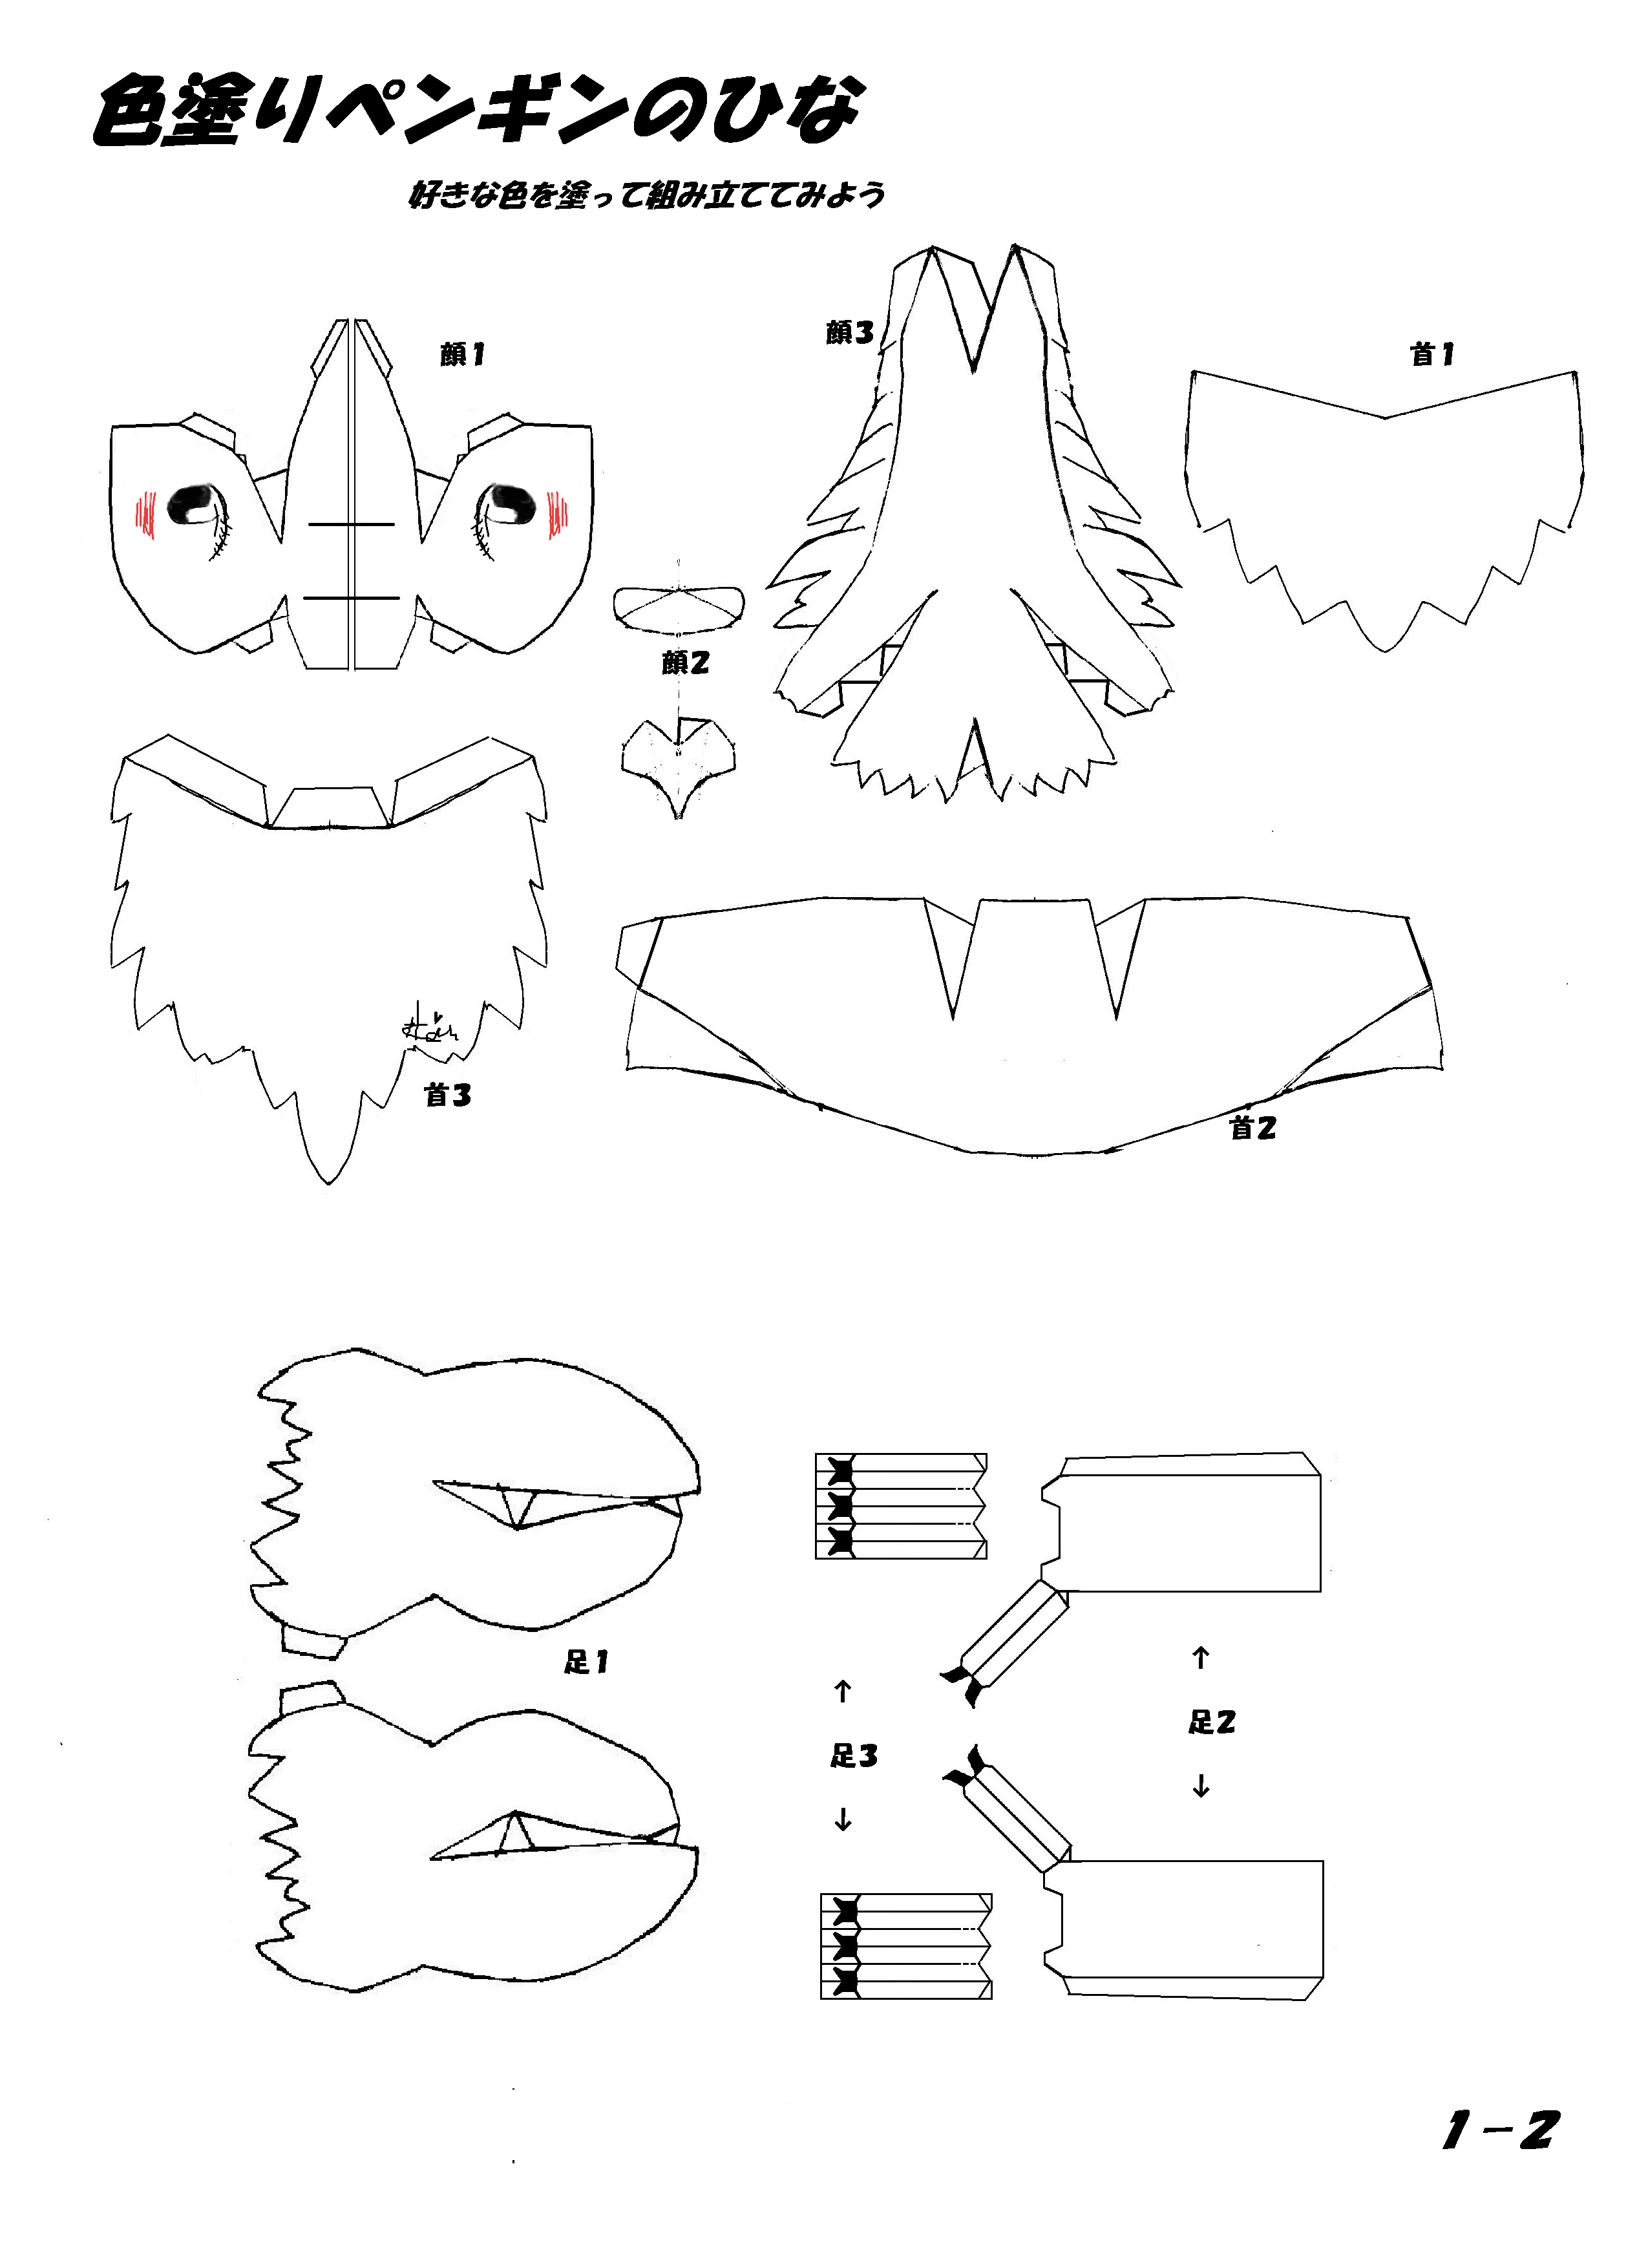 色塗りペンギンのひな
好きな色を塗って組み立ててみよう
顔1
顔3
首1
顔2
首3
首2
足1
↑
足3
↓
↑
足2
↓
1-2